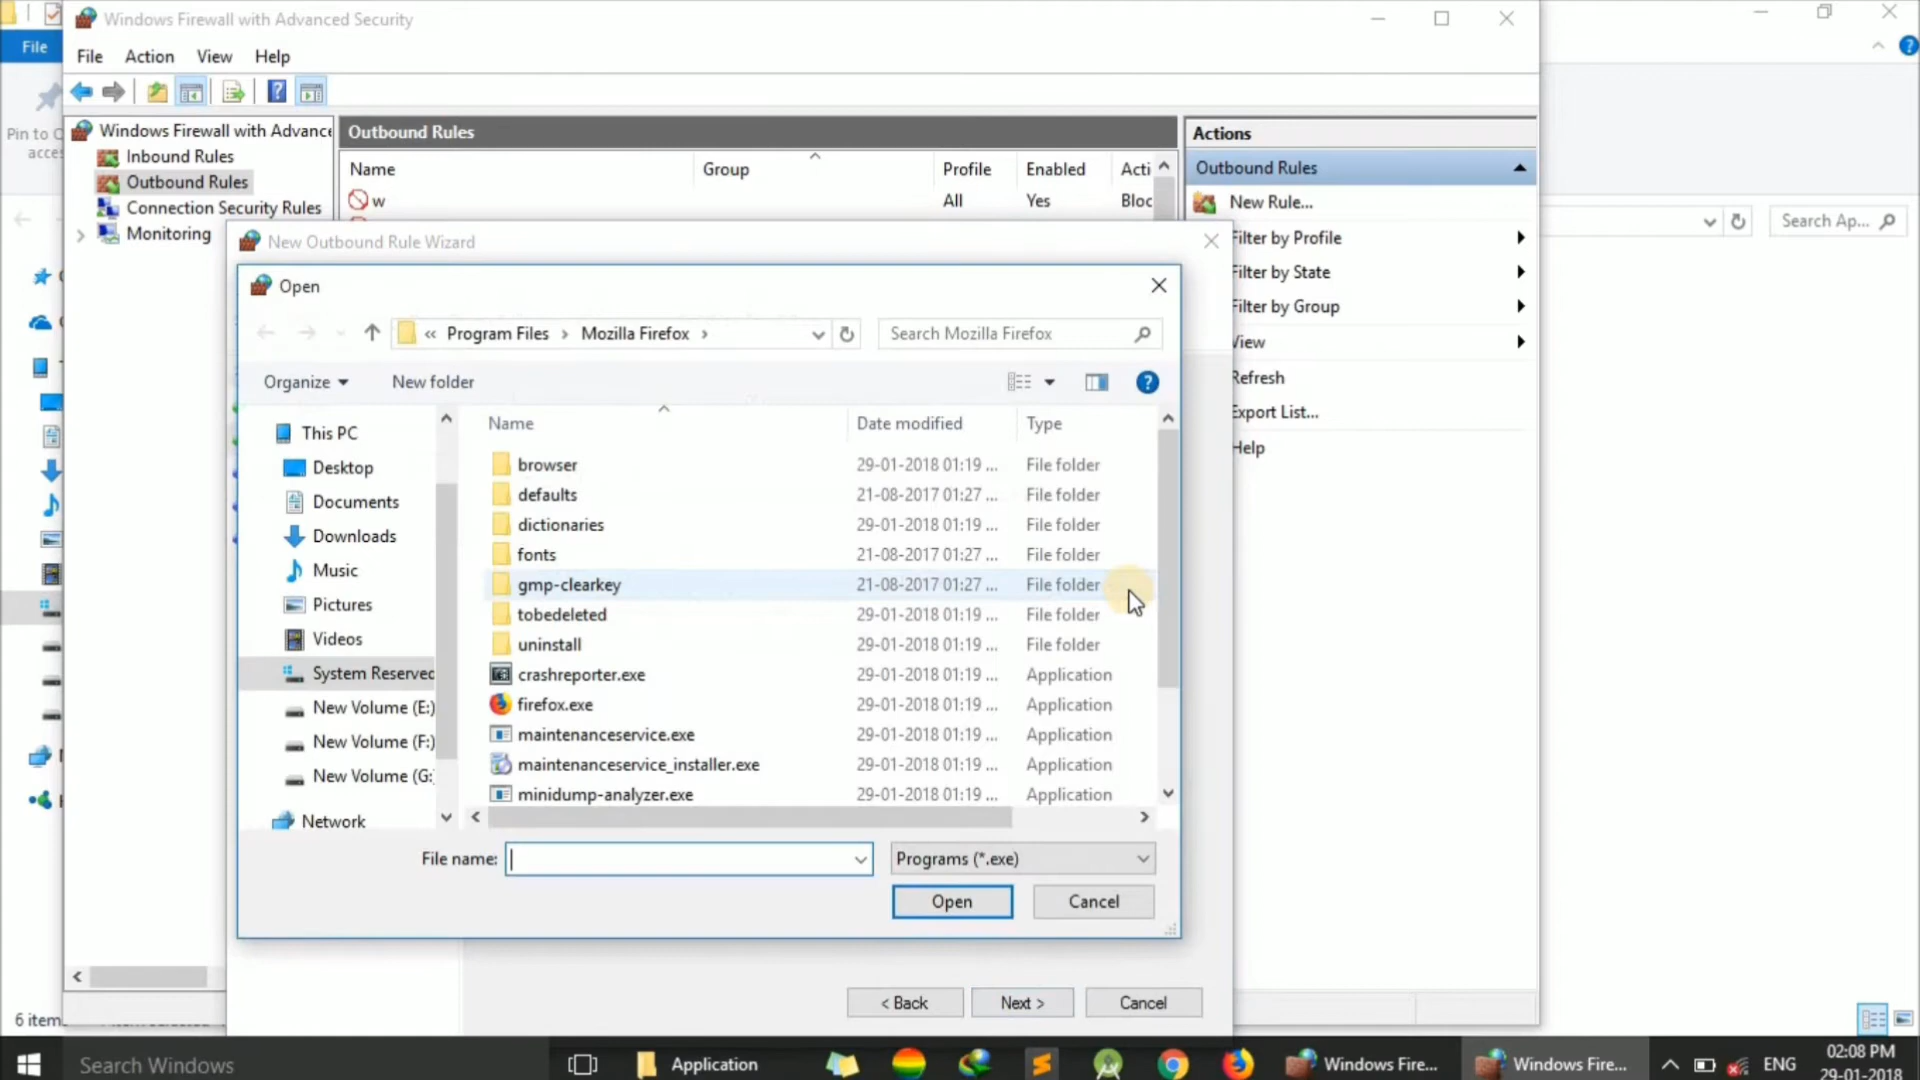 Windows Firewall with Advanced Security
File
File Action View Help
Pin to
Windows Firewall with Advance
Inbound Rules
Outbound Rules
Connection Security Rules
Monitoring
Outbound Rules
Name Group Profile Enabled Acti
w All Yes Bloc
Actions
Outbound Rules
New Rule...
Filter by Profile
Filter by State
Filter by Group
View
Refresh
Export List...
Help
Search Ap...
New Outbound Rule Wizard
Open
« Program Files > Mozilla Firefox >
Search Mozilla Firefox
Organize New folder
This PC
Desktop
Documents
Downloads
Music
Pictures
Videos
System Reserved
New Volume (E:)
New Volume (F:)
New Volume (G:
Network
Name Date modified Type
browser 29-01-2018 01:19 ... File folder
defaults 21-08-2017 01:27 ... File folder
dictionaries 29-01-2018 01:19 ... File folder
fonts 21-08-2017 01:27 ... File folder
gmp-clearkey 21-08-2017 01:27 ... File folder
tobedeleted 29-01-2018 01:19 ... File folder
uninstall 29-01-2018 01:19 ... File folder
crashreporter.exe 29-01-2018 01:19 ... Application
firefox.exe 29-01-2018 01:19 ... Application
maintenanceservice.exe 29-01-2018 01:19 ... Application
maintenanceservice_installer.exe 29-01-2018 01:19 ... Application
minidump-analyzer.exe 29-01-2018 01:19 ... Application
File name: Programs (*.exe)
Open Cancel
< Back Next > Cancel
6 item
Search Windows
Application
Windows Fire...
Windows Fire...
ENG
02:08 PM
29-01-2018